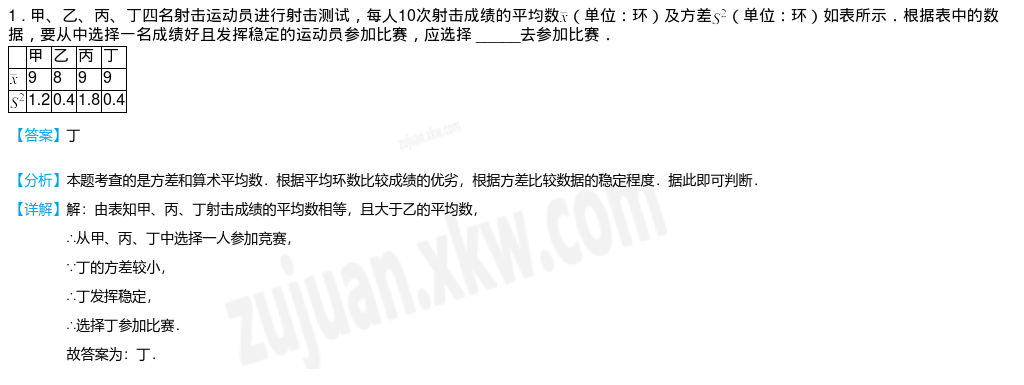 1．甲、乙、丙、丁四名射击运动员进行射击测试，每人10次射击成绩的平均数x̄（单位：环）及方差S²（单位：环）如表所示．根据表中的数
据，要从中选择一名成绩好且发挥稳定的运动员参加比赛，应选择 ______去参加比赛．
甲 乙 丙 丁
x̄ 9 8 9 9
S² 1.2 0.4 1.8 0.4
【答案】丁
【分析】本题考查的是方差和算术平均数．根据平均环数比较成绩的优劣，根据方差比较数据的稳定程度．据此即可判断．
【详解】解：由表知甲、丙、丁射击成绩的平均数相等，且大于乙的平均数，
∴从甲、丙、丁中选择一人参加竞赛，
∵丁的方差较小，
∴丁发挥稳定，
∴选择丁参加比赛．
故答案为：丁．
zujuan.xkw.com
zujuan.xkw.com